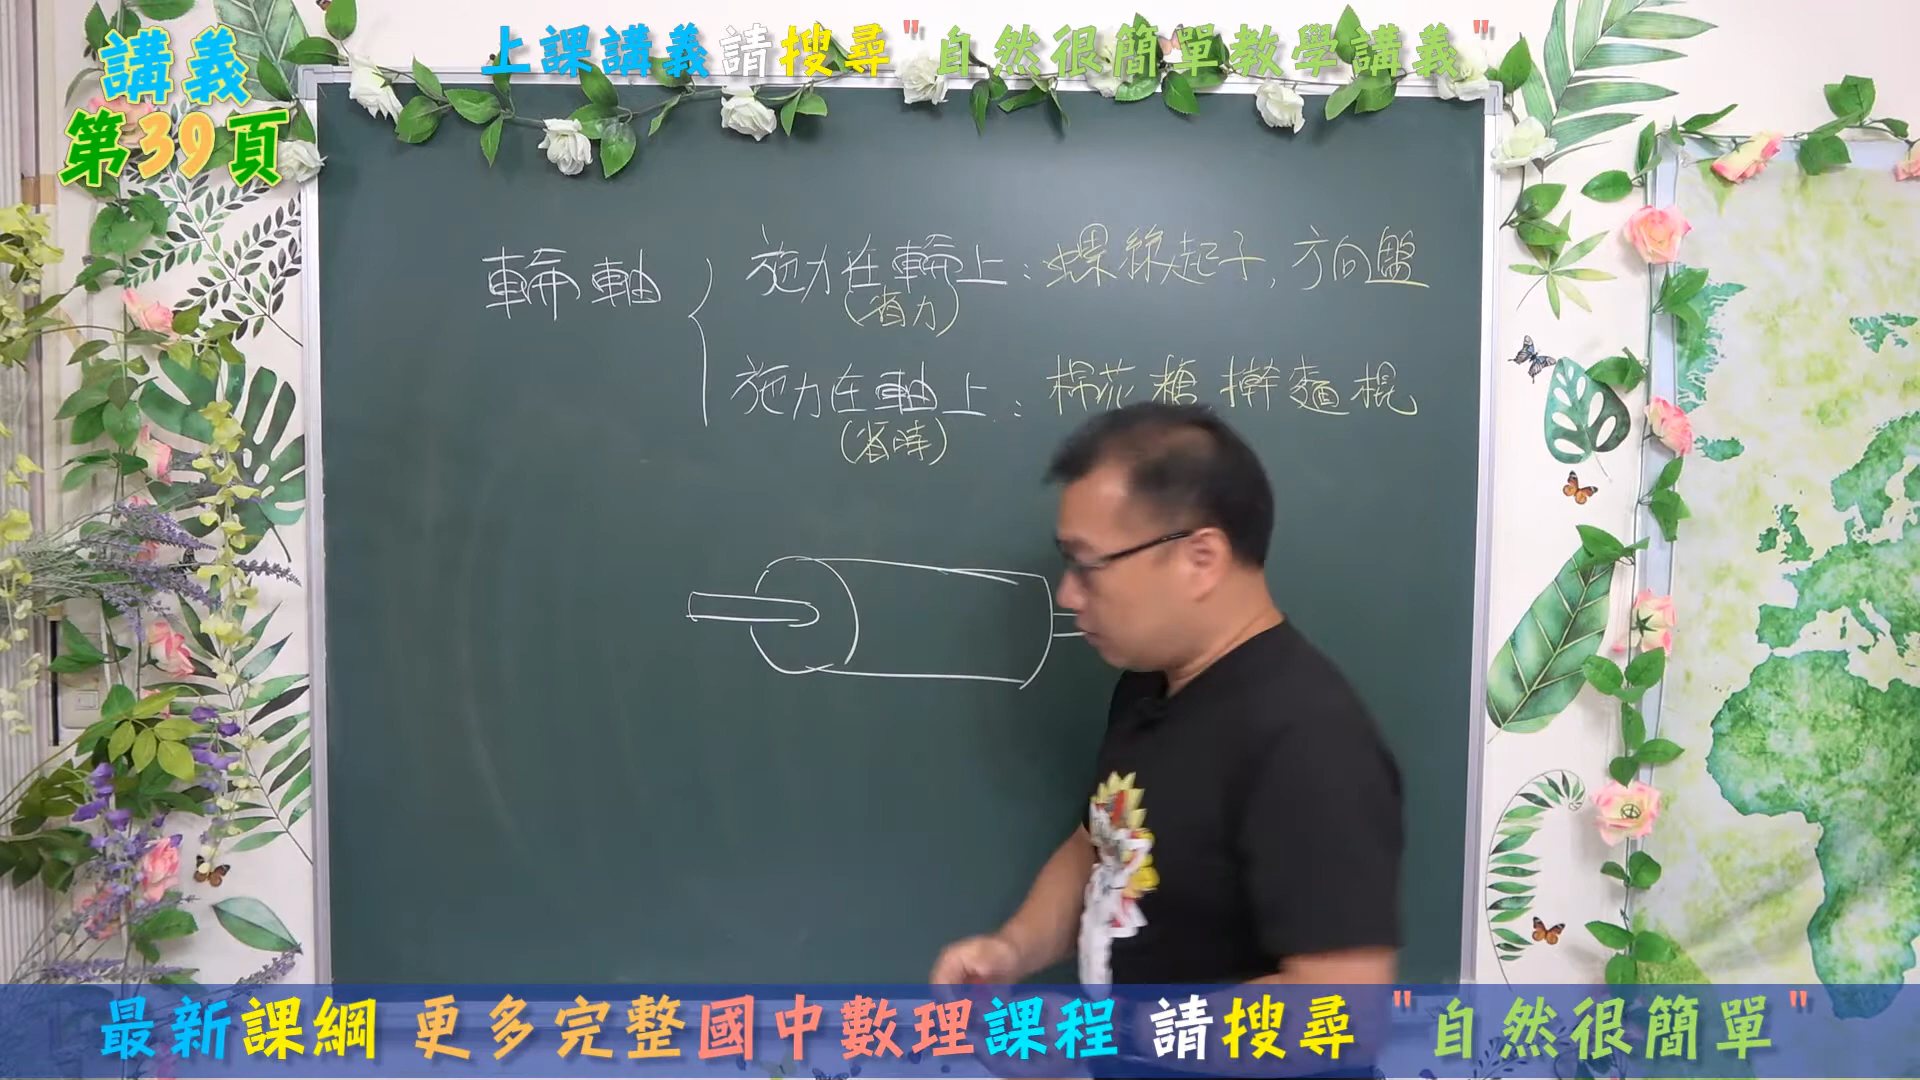 講義
第39頁
上課講義請搜尋"自然很簡單教學講義"
輪軸
施力在輪上：螺絲起子，方向盤
(省力)
施力在軸上：棉花糖 擀麵棍
(省時)
最新課綱 更多完整國中數理課程 請搜尋"自然很簡單"